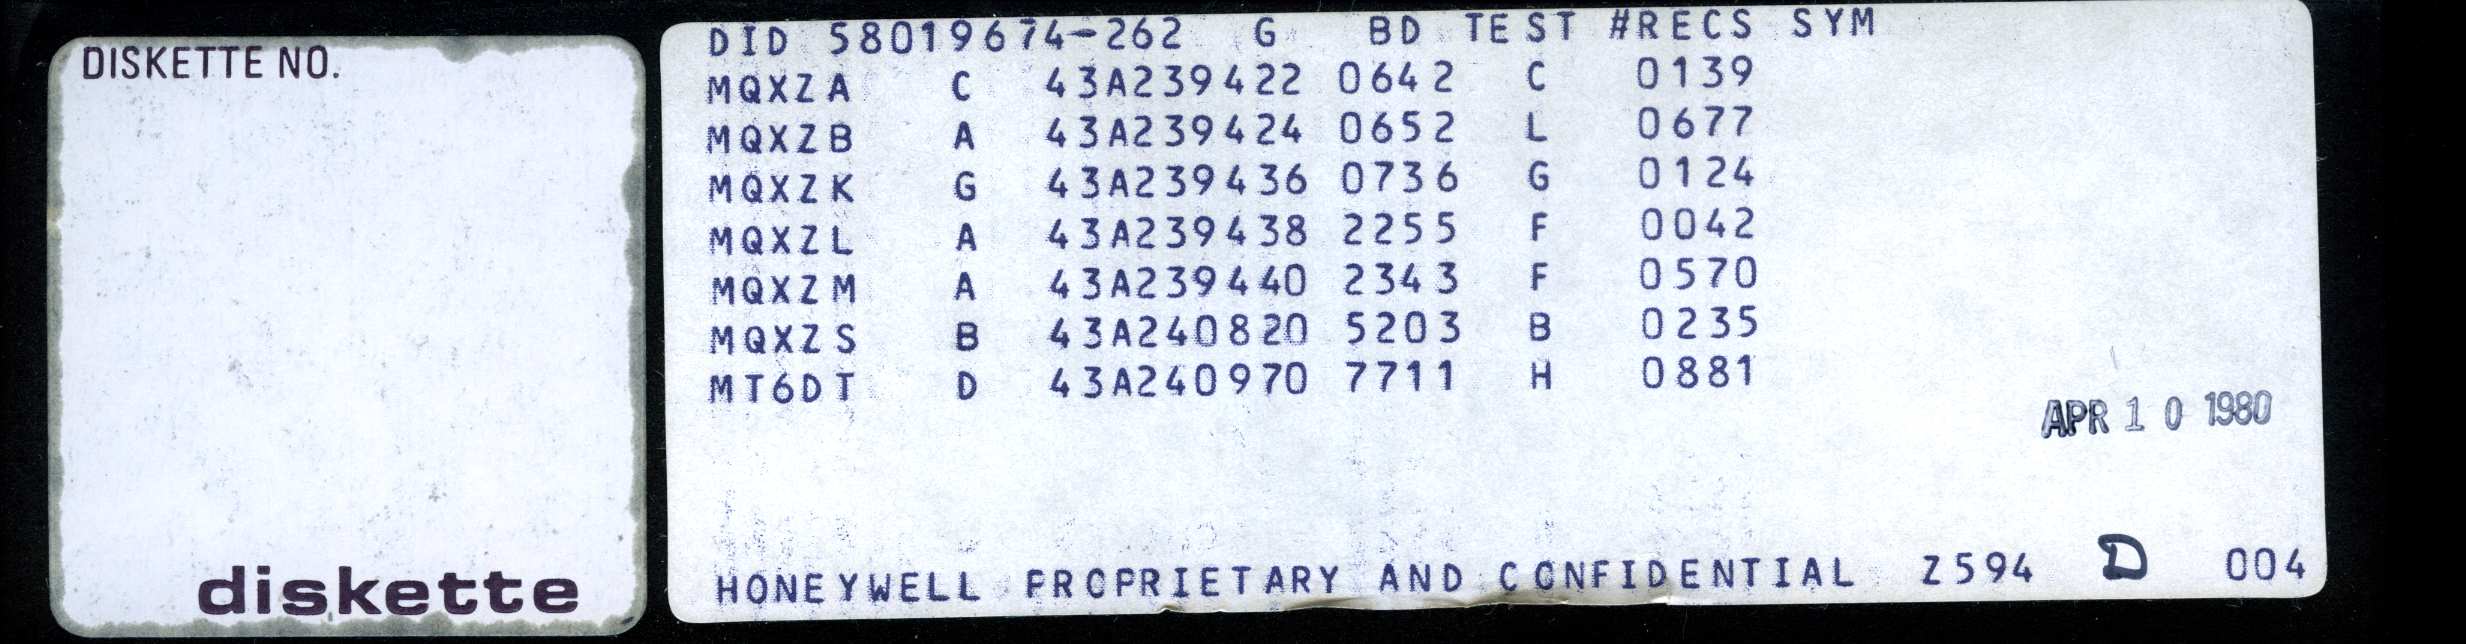 DISKETTE NO.
diskette
DID 58019674-262 G BD TEST #RECS SYM
MQXZA C 43A239422 0642 C 0139
MQXZB A 43A239424 0652 L 0677
MQXZK G 43A239436 0736 G 0124
MQXZL A 43A239438 2255 F 0042
MQXZM A 43A239440 2343 F 0570
MQXZS B 43A240820 5203 B 0235
MT6DT D 43A240970 7711 H 0881
APR 10 1980
HONEYWELL PROPRIETARY AND CONFIDENTIAL Z594 D 004